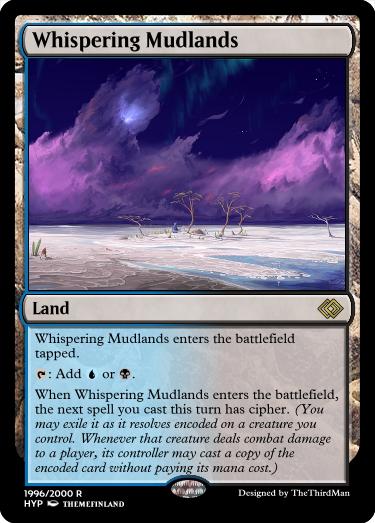 Whispering Mudlands
Land
Whispering Mudlands enters the battlefield
tapped.
: Add or .
When Whispering Mudlands enters the battlefield,
the next spell you cast this turn has cipher. (You
may exile it as it resolves encoded on a creature you
control. Whenever that creature deals combat damage
to a player, its controller may cast a copy of the
encoded card without paying its mana cost.)
1996/2000 R
HYP THEMEFINLAND
Designed by TheThirdMan